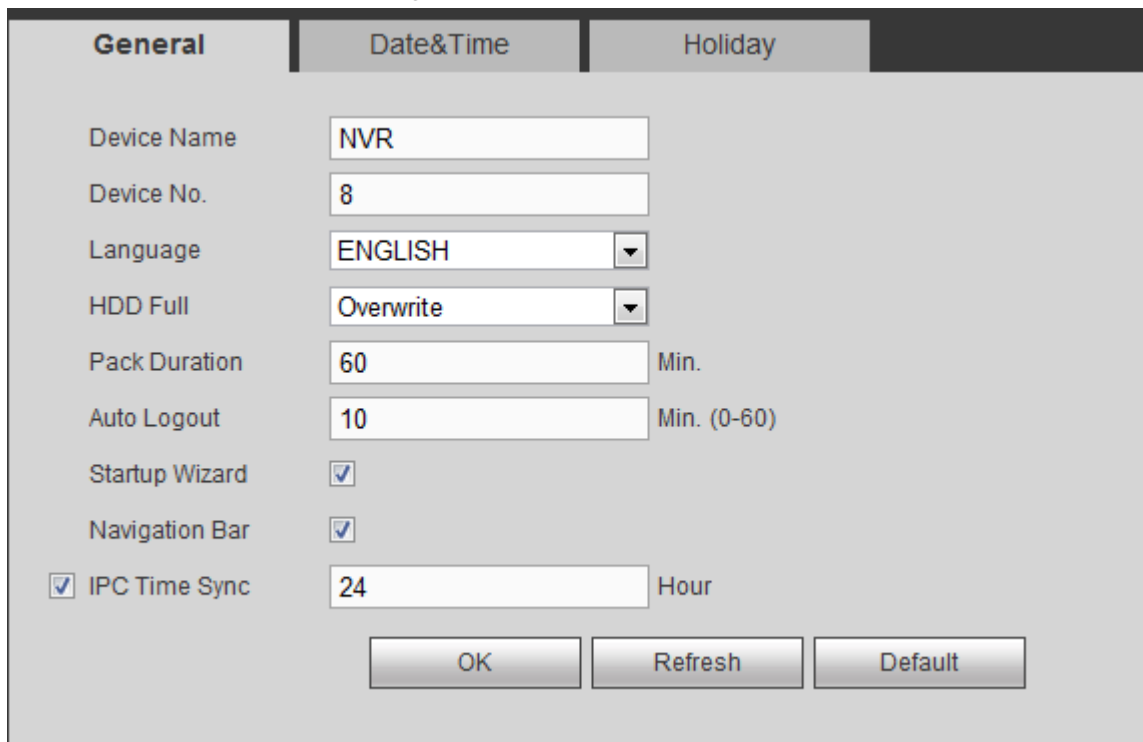 General Date&Time Holiday
Device Name NVR
Device No. 8
Language ENGLISH
HDD Full Overwrite
Pack Duration 60 Min.
Auto Logout 10 Min. (0-60)
Startup Wizard
Navigation Bar
IPC Time Sync 24 Hour
OK Refresh Default